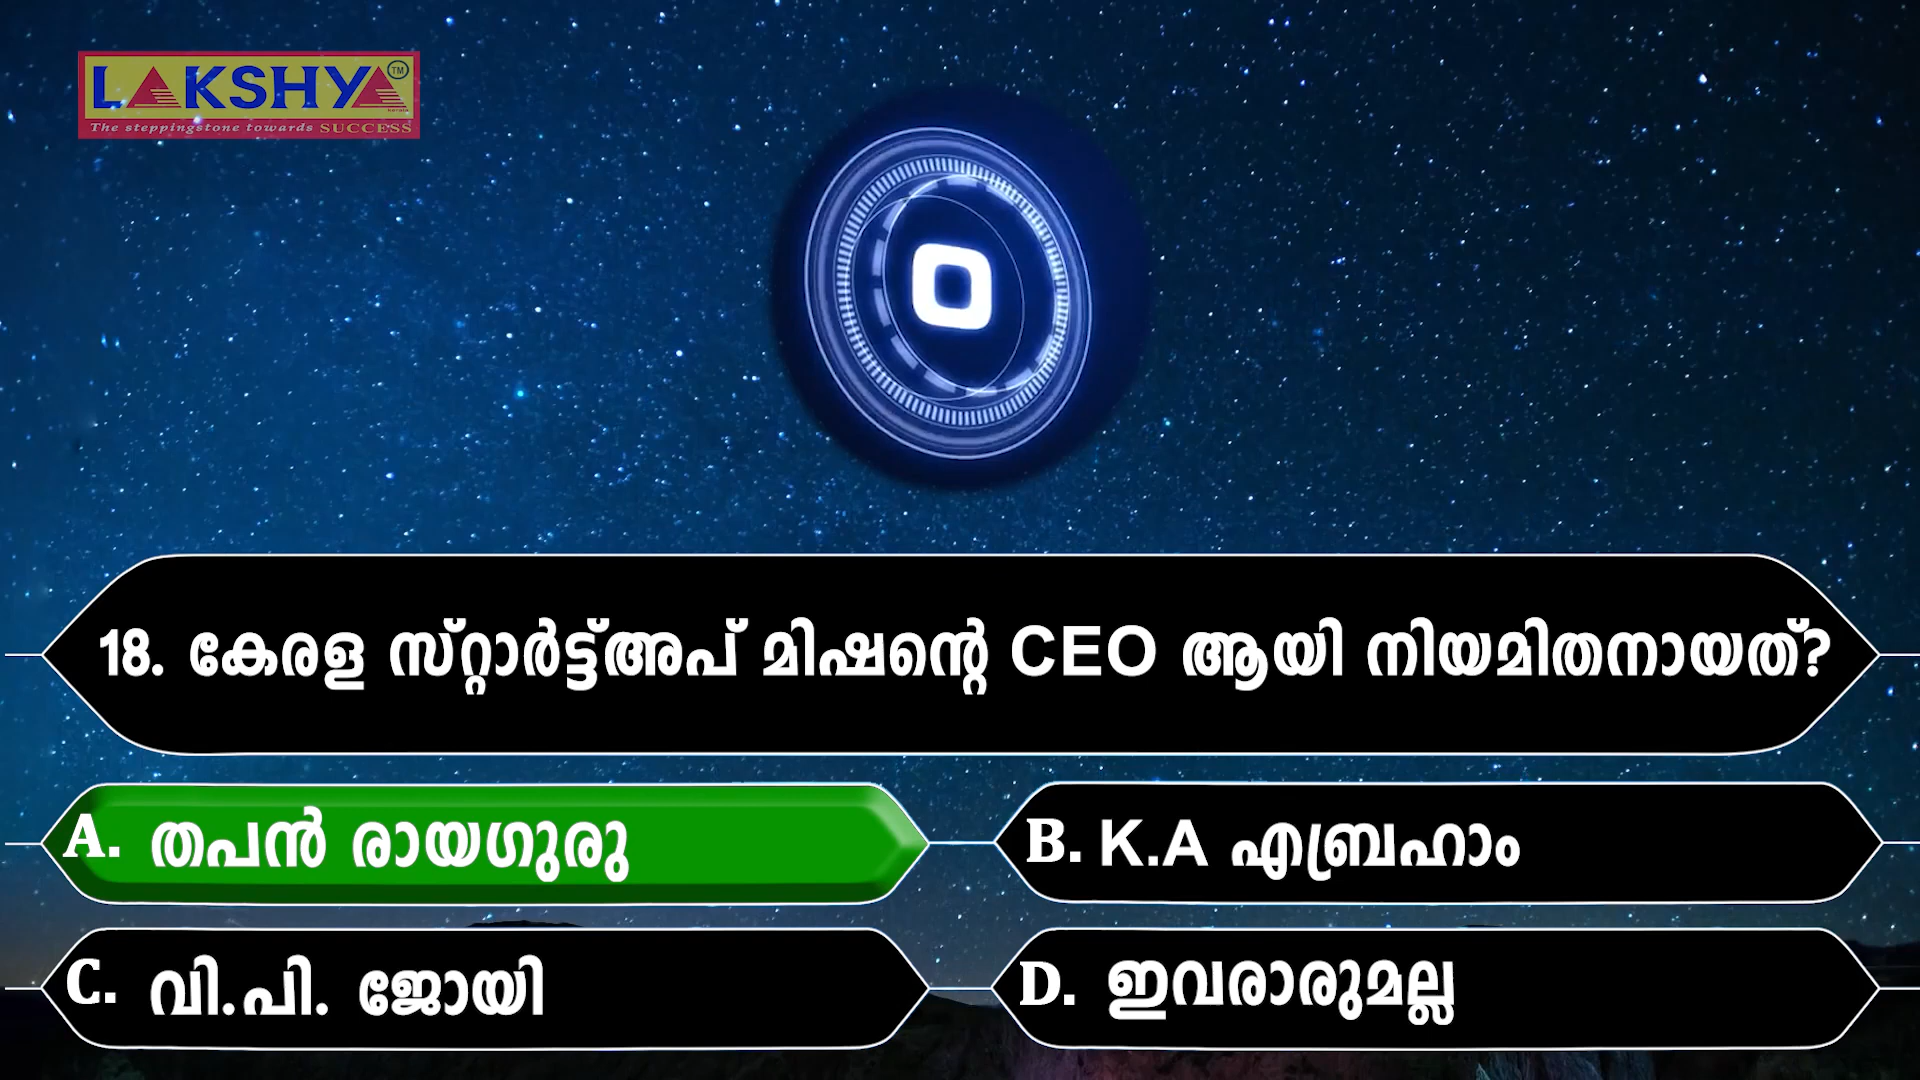 LAKSHYA TM
The steppingstone towards SUCCESS
0
18. കേരള സ്റ്റാർട്ട്അപ് മിഷന്റെ CEO ആയി നിയമിതനായത്?
A. തപൻ രായഗുരു
B. K.A എബ്രഹാം
C. വി.പി. ജോയി
D. ഇവരാരുമല്ല